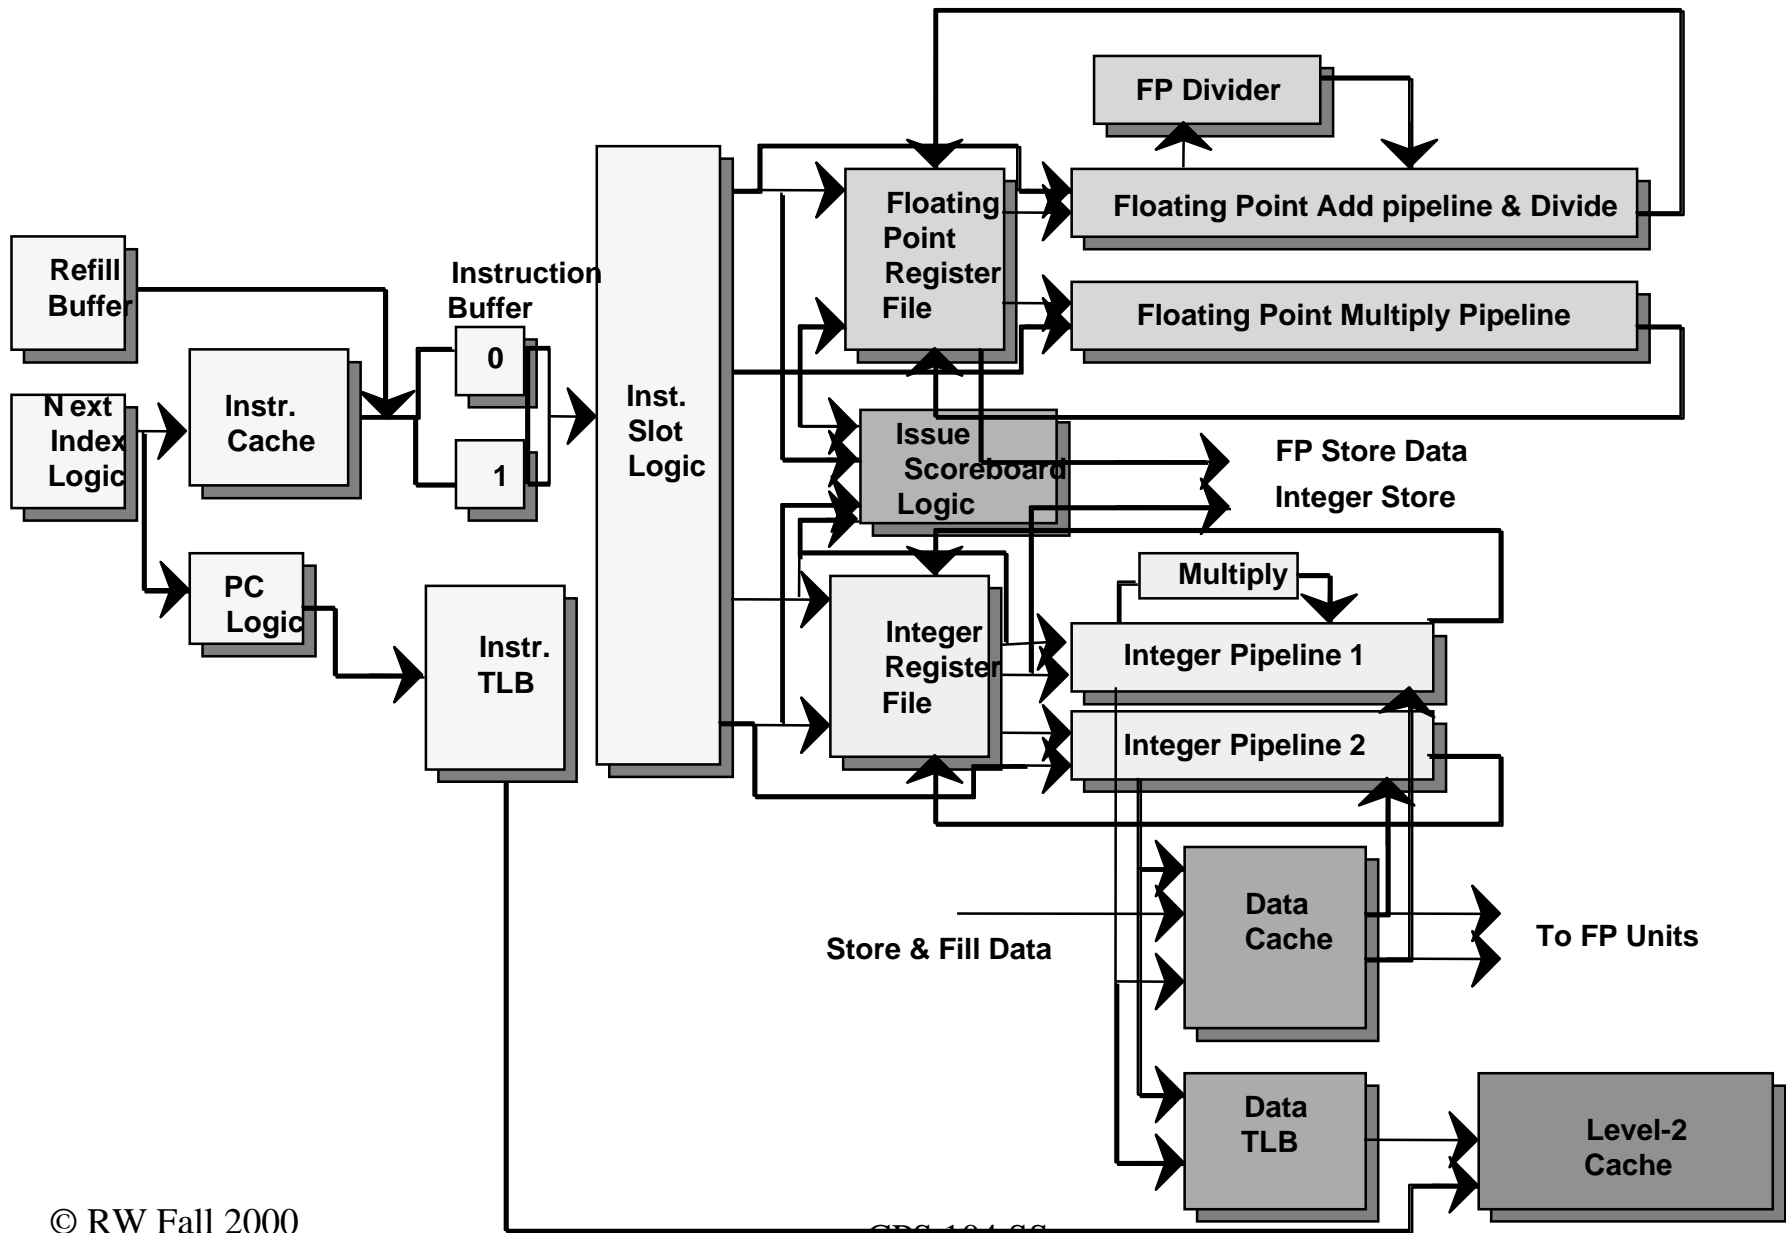 FP Divider
Floating
Point
Register
File
Floating Point Add pipeline & Divide
Refill
Buffer
Instruction
Buffer
0
1
Floating Point Multiply Pipeline
Next
Index
Logic
Instr.
Cache
Inst.
Slot
Logic
Issue
Scoreboard
Logic
FP Store Data
Integer Store
PC
Logic
Instr.
TLB
Multiply
Integer
Register
File
Integer Pipeline 1
Integer Pipeline 2
Data
Cache
Store & Fill Data
To FP Units
Data
TLB
Level-2
Cache
© RW Fall 2000